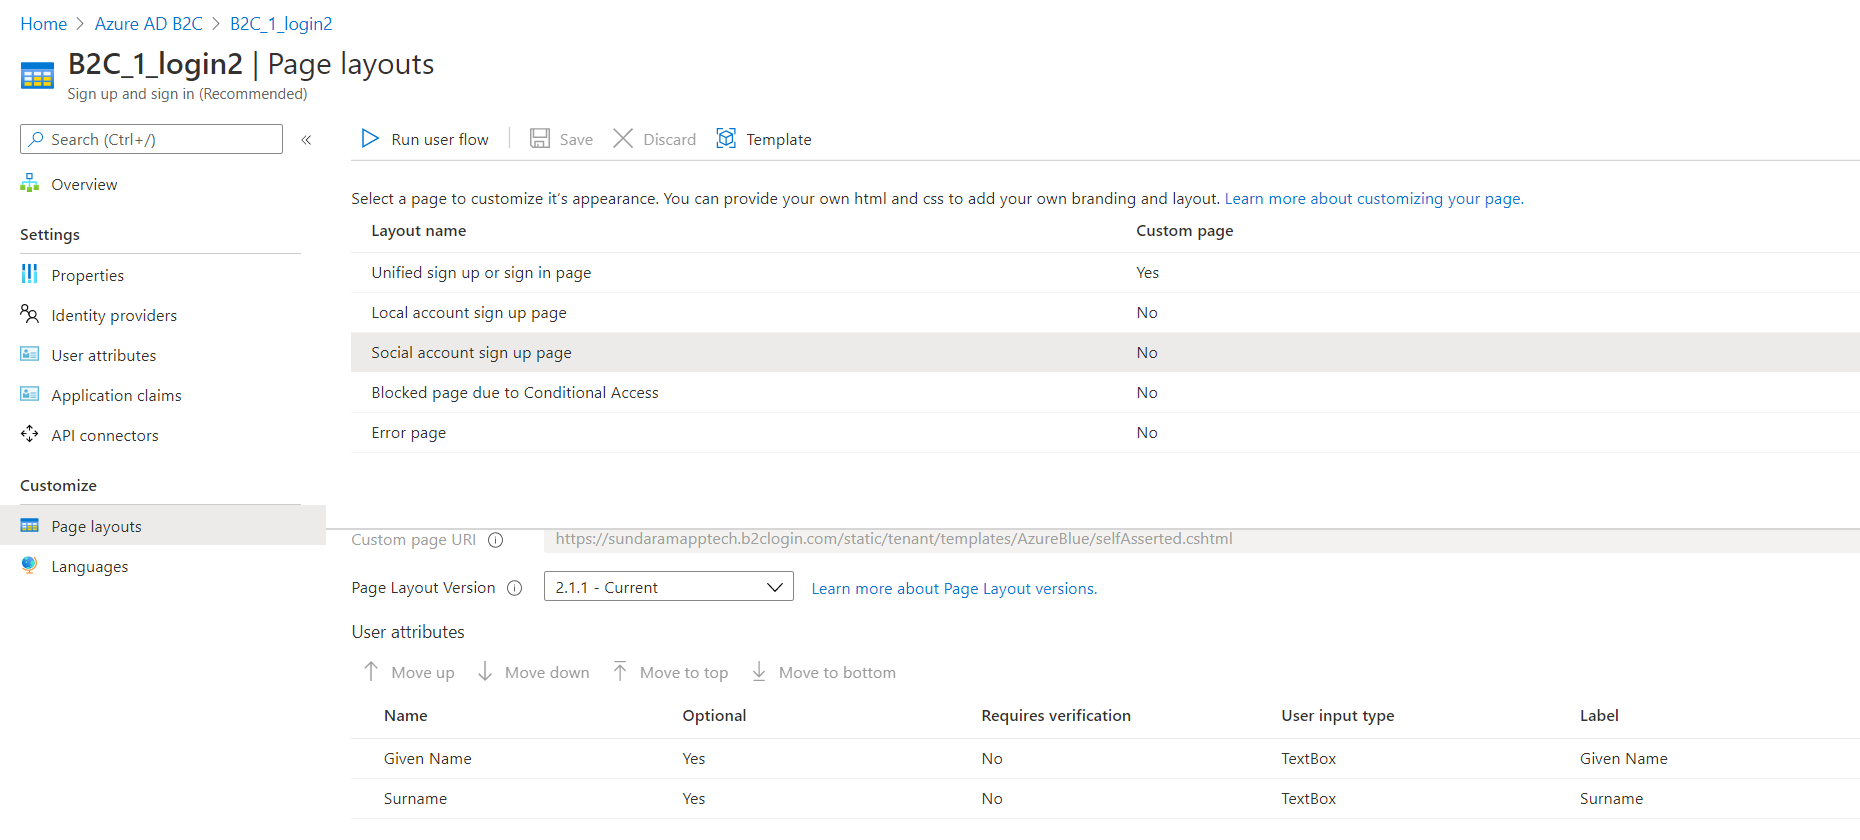 Home > Azure AD B2C > B2C_1_login2
B2C_1_login2 | Page layouts
Sign up and sign in (Recommended)
Search (Ctrl+/)
«
Overview
Settings
Properties
Identity providers
User attributes
Application claims
API connectors
Customize
Page layouts
Languages
Run user flow
Save
Discard
Template
Select a page to customize it’s appearance. You can provide your own html and css to add your own branding and layout. Learn more about customizing your page.
Layout name Custom page
Unified sign up or sign in page Yes
Local account sign up page No
Social account sign up page No
Blocked page due to Conditional Access No
Error page No
Custom page URI https://sundaramapptech.b2clogin.com/static/tenant/templates/AzureBlue/selfAsserted.cshtml
Page Layout Version 2.1.1 - Current Learn more about Page Layout versions.
User attributes
Move up Move down Move to top Move to bottom
Name Optional Requires verification User input type Label
Given Name Yes No TextBox Given Name
Surname Yes No TextBox Surname